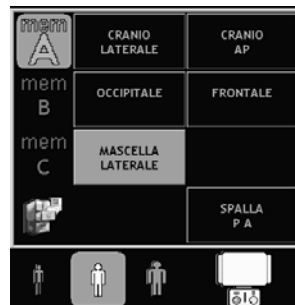 mem
A
CRANIO
LATERALE
CRANIO
AP
mem
B
OCCIPITALE
FRONTALE
mem
C
MASCELLA
LATERALE
SPALLA
P A